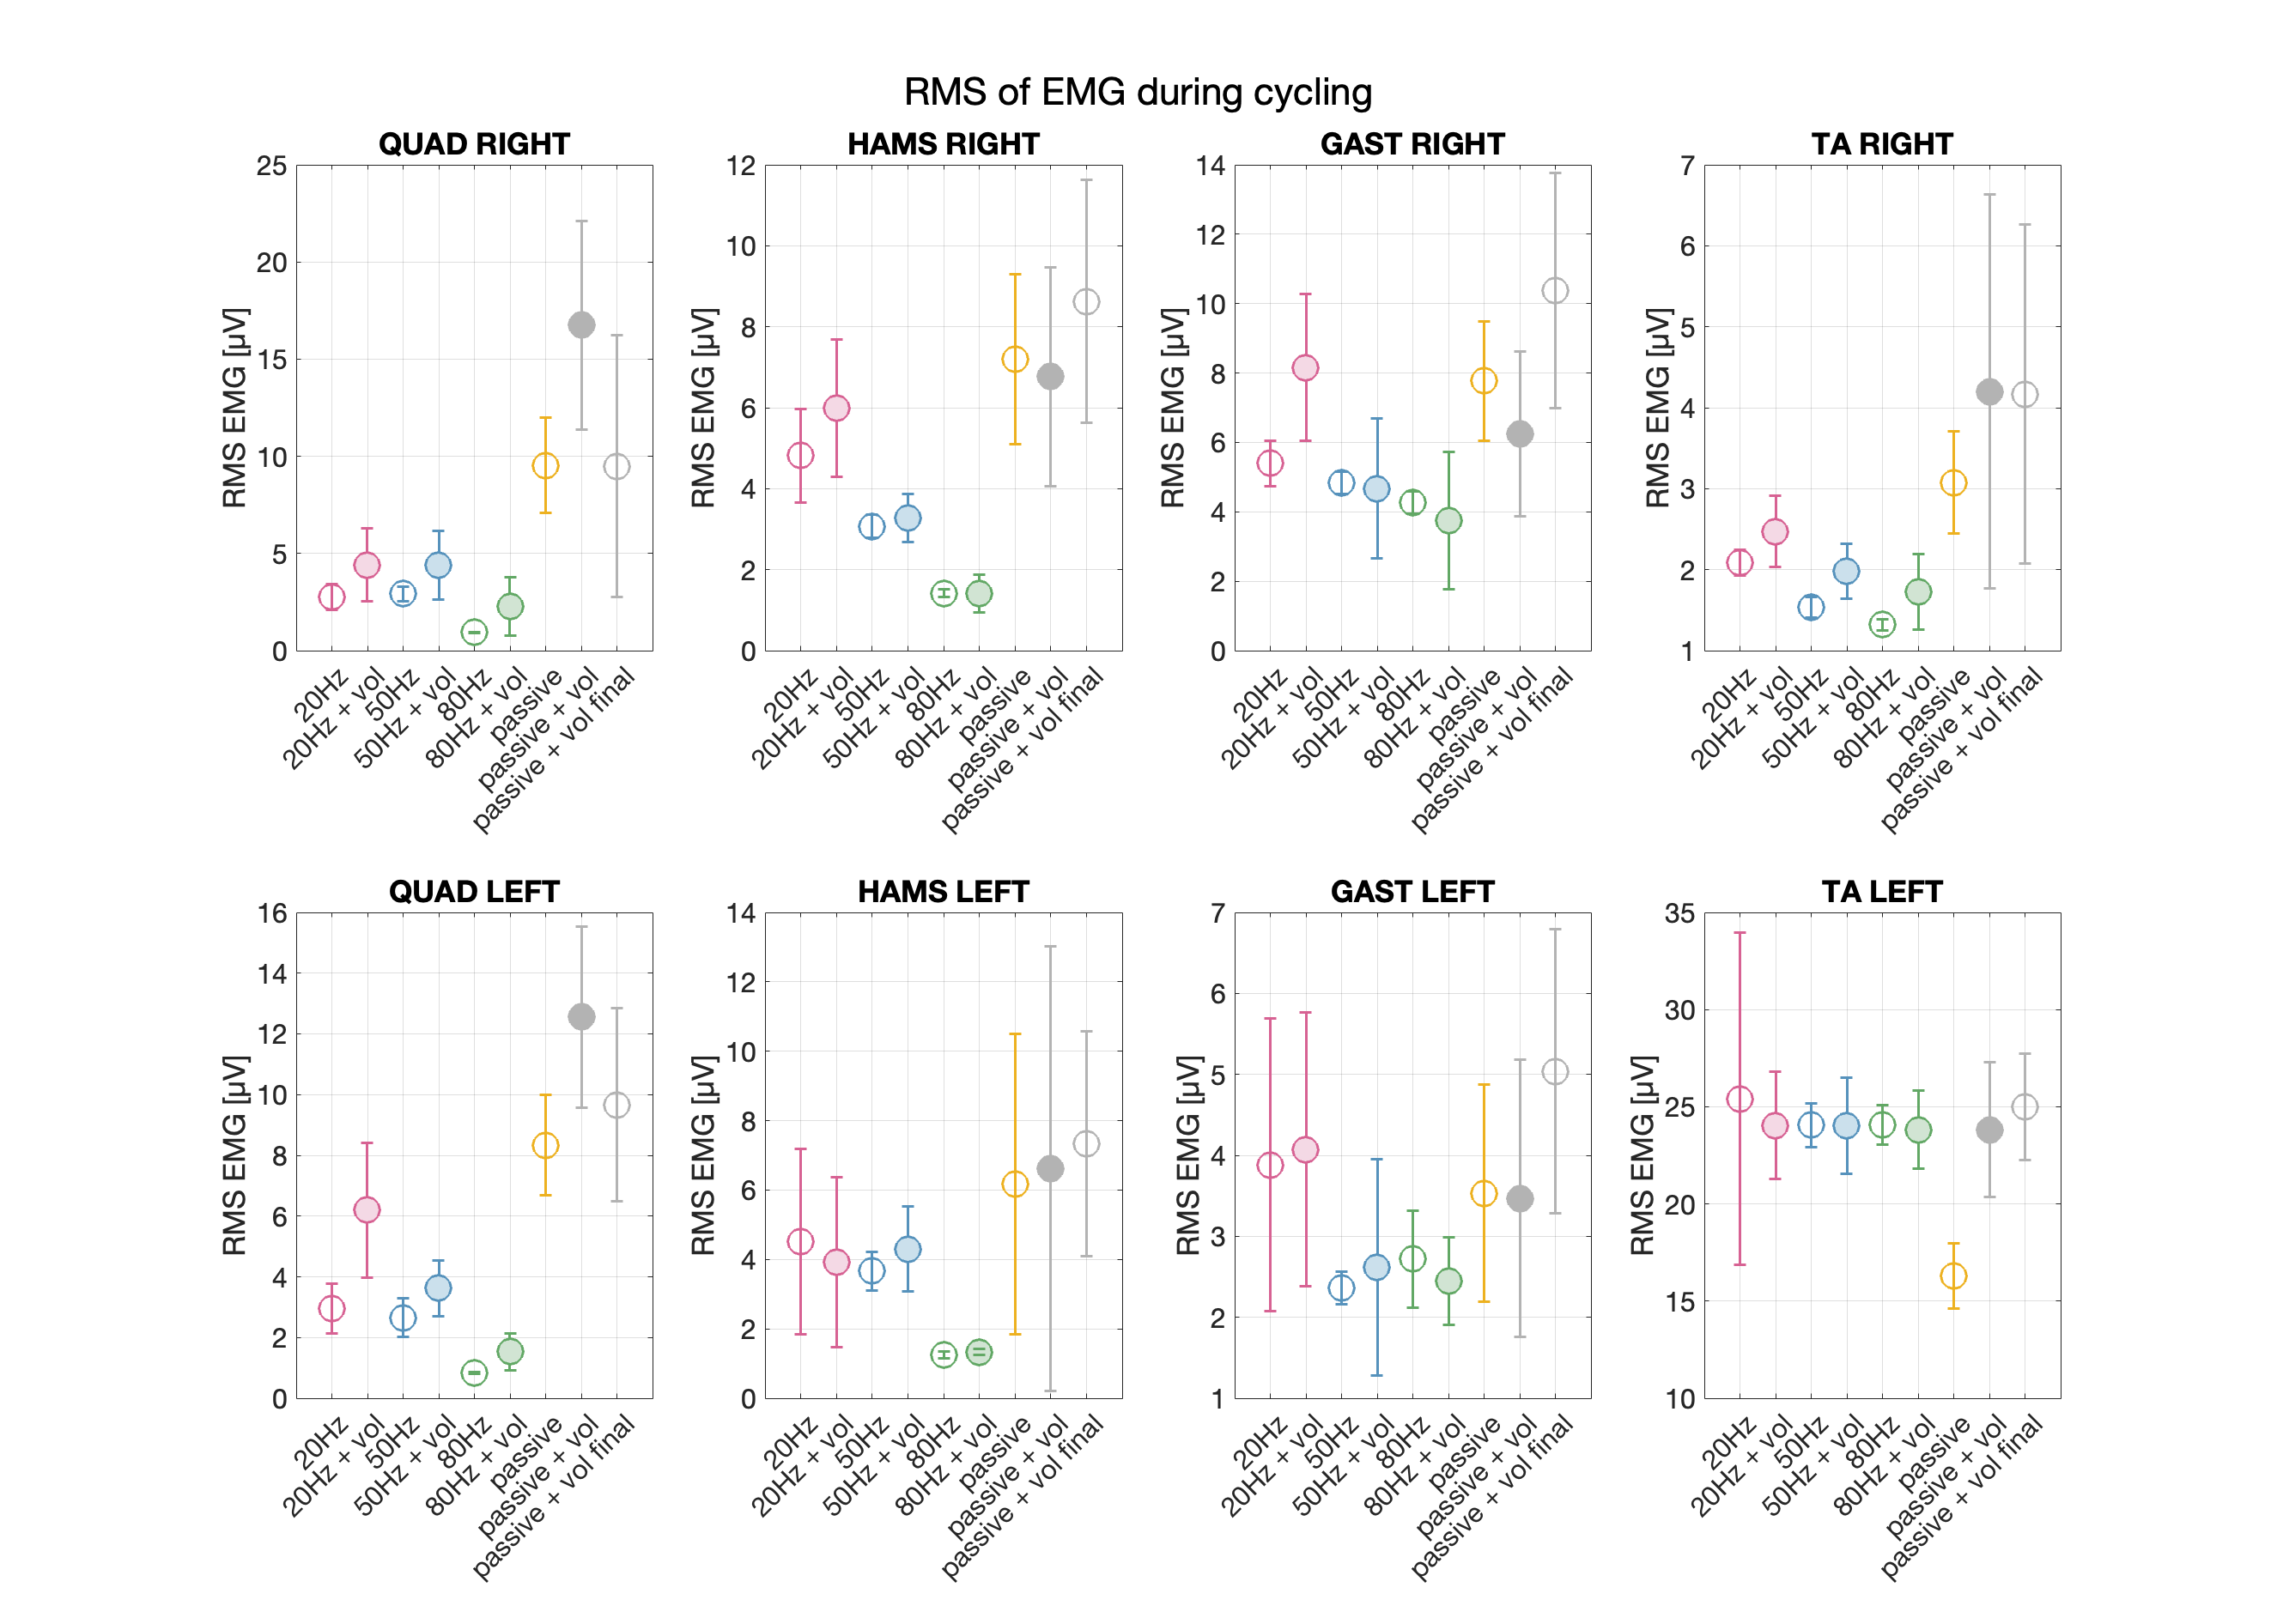 RMS of EMG during cycling
QUAD RIGHT
RMS EMG [µV]
25
20
15
10
5
0
20Hz
20Hz + vol
50Hz
50Hz + vol
80Hz
80Hz + vol
passive
passive + vol
passive + vol final
HAMS RIGHT
RMS EMG [µV]
12
10
8
6
4
2
0
20Hz
20Hz + vol
50Hz
50Hz + vol
80Hz
80Hz + vol
passive
passive + vol
passive + vol final
GAST RIGHT
RMS EMG [µV]
14
12
10
8
6
4
2
0
20Hz
20Hz + vol
50Hz
50Hz + vol
80Hz
80Hz + vol
passive
passive + vol
passive + vol final
TA RIGHT
RMS EMG [µV]
7
6
5
4
3
2
1
20Hz
20Hz + vol
50Hz
50Hz + vol
80Hz
80Hz + vol
passive
passive + vol
passive + vol final
QUAD LEFT
RMS EMG [µV]
16
14
12
10
8
6
4
2
0
20Hz
20Hz + vol
50Hz
50Hz + vol
80Hz
80Hz + vol
passive
passive + vol
passive + vol final
HAMS LEFT
RMS EMG [µV]
14
12
10
8
6
4
2
0
20Hz
20Hz + vol
50Hz
50Hz + vol
80Hz
80Hz + vol
passive
passive + vol
passive + vol final
GAST LEFT
RMS EMG [µV]
7
6
5
4
3
2
1
20Hz
20Hz + vol
50Hz
50Hz + vol
80Hz
80Hz + vol
passive
passive + vol
passive + vol final
TA LEFT
RMS EMG [µV]
35
30
25
20
15
10
20Hz
20Hz + vol
50Hz
50Hz + vol
80Hz
80Hz + vol
passive
passive + vol
passive + vol final